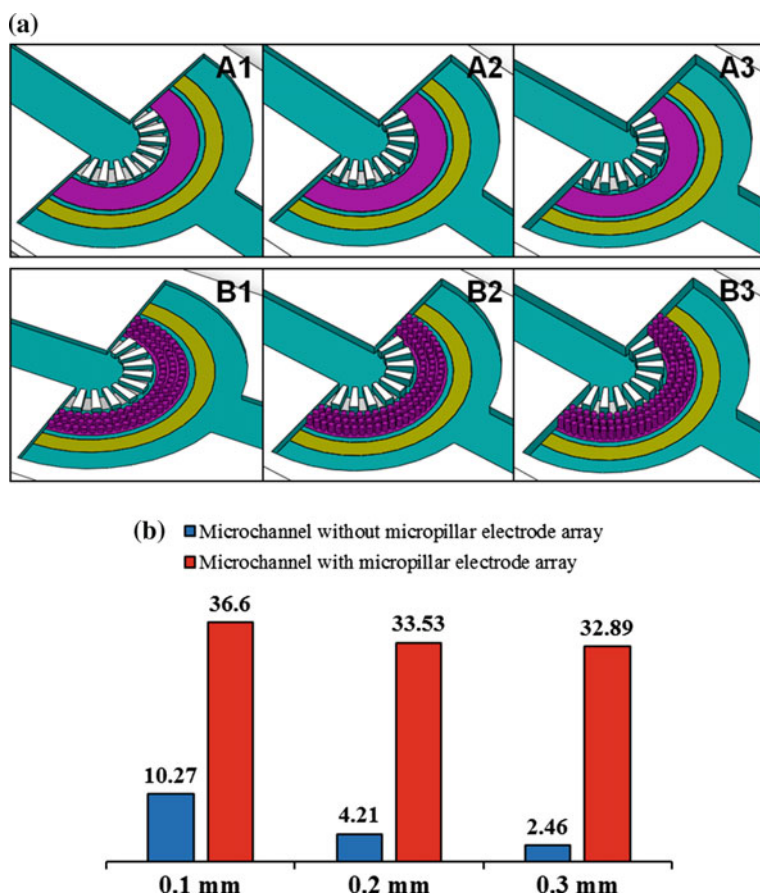 (a)
A1
A2
A3
B1
B2
B3
(b)
Microchannel without micropillar electrode array
Microchannel with micropillar electrode array
36.6
33.53
32.89
10.27
4.21
2.46
0.1 mm
0.2 mm
0.3 mm